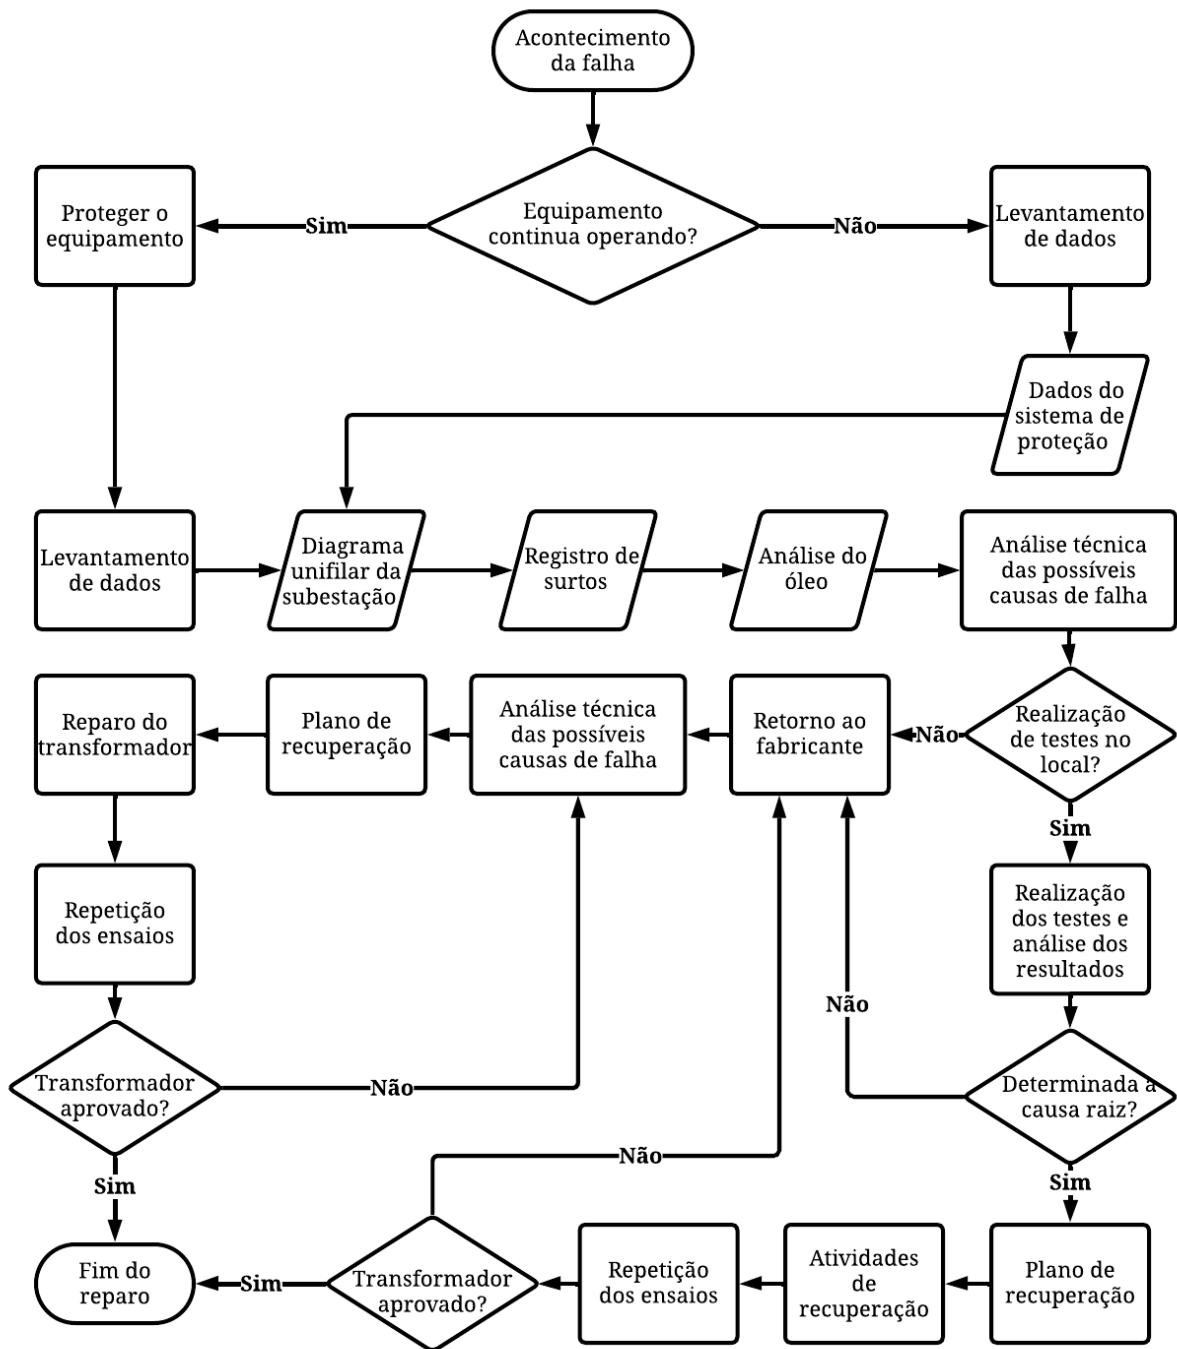 Acontecimento
da falha
Equipamento
continua operando?
Sim
Não
Proteger o
equipamento
Levantamento
de dados
Dados do
sistema de
proteção
Levantamento
de dados
Diagrama
unifilar da
subestação
Registro de
surtos
Análise do
óleo
Análise técnica
das possíveis
causas de falha
Realização
de testes no
local?
Não
Retorno ao
fabricante
Análise técnica
das possíveis
causas de falha
Plano de
recuperação
Reparo do
transformador
Sim
Repetição
dos ensaios
Realização
dos testes e
análise dos
resultados
Não
Transformador
aprovado?
Não
Determinada a
causa raiz?
Não
Sim
Sim
Fim do
reparo
Sim
Transformador
aprovado?
Repetição
dos ensaios
Atividades
de
recuperação
Plano de
recuperação